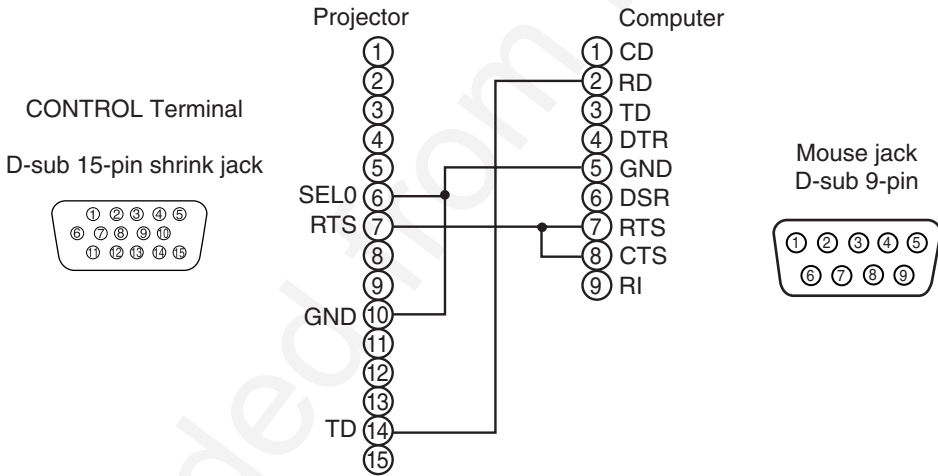 Projector
Computer
CONTROL Terminal
D-sub 15-pin shrink jack
① ② ③ ④ ⑤
⑥ ⑦ ⑧ ⑨ ⑩
⑪ ⑫ ⑬ ⑭ ⑮
①
②
③
④
⑤
SEL0 ⑥
RTS ⑦
⑧
⑨
GND ⑩
⑪
⑫
⑬
TD ⑭
⑮
① CD
② RD
③ TD
④ DTR
⑤ GND
⑥ DSR
⑦ RTS
⑧ CTS
⑨ RI
Mouse jack
D-sub 9-pin
① ② ③ ④ ⑤
⑥ ⑦ ⑧ ⑨
ded from